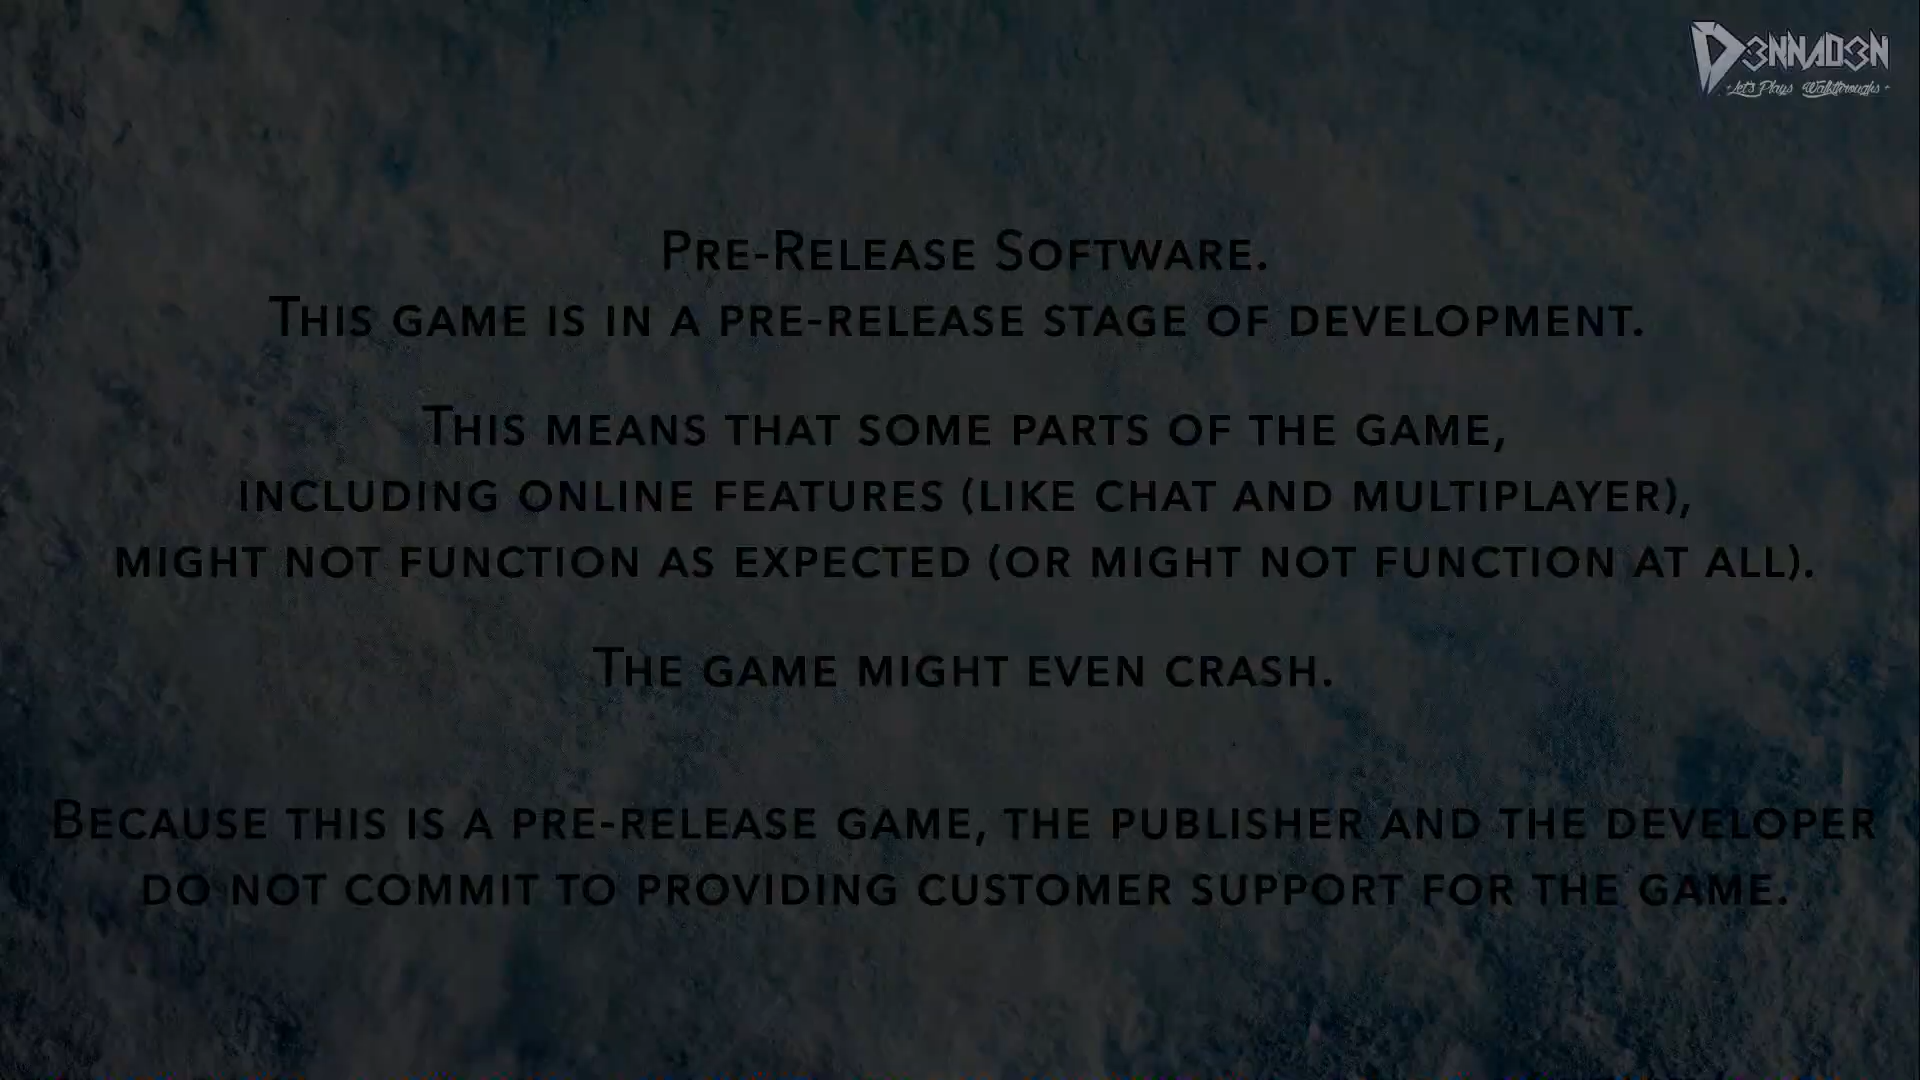 D3NNAD3N
Let's Plays Walkthroughs
Pre-Release Software.
This game is in a pre-release stage of development.
This means that some parts of the game,
including online features (like chat and multiplayer),
might not function as expected (or might not function at all).
The game might even crash.
Because this is a pre-release game, the publisher and the developer
do not commit to providing customer support for the game.